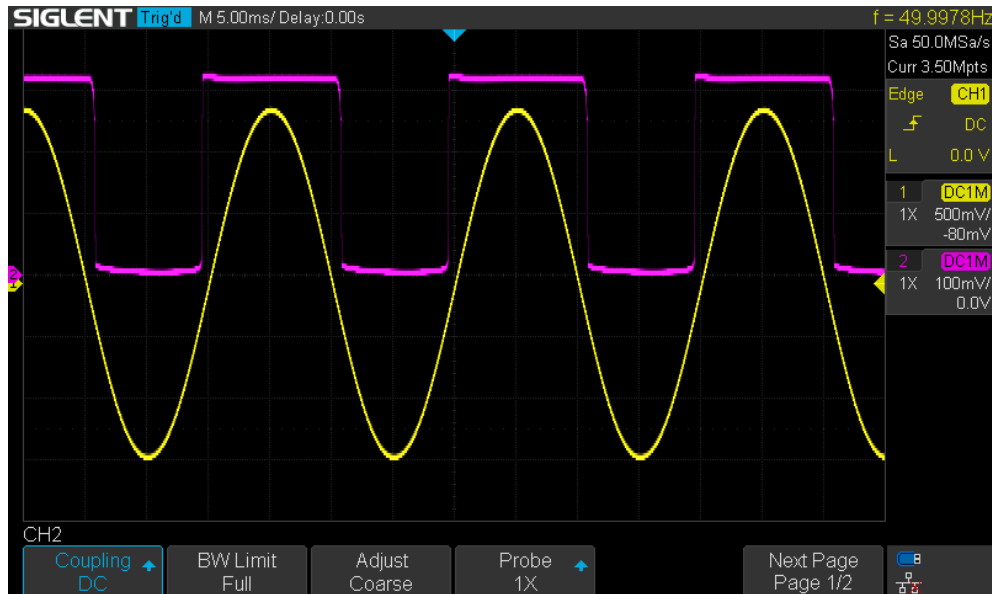 SIGLENT Trig'd M 5.00ms/ Delay:0.00s f = 49.9978Hz
Sa 50.0MSa/s
Curr 3.50Mpts
Edge CH1
DC
L 0.0 V
1 DC1M
1X 500mV/
-80mV
2 DC1M
1X 100mV/
0.0V
2
1
CH2
Coupling
DC
BW Limit
Full
Adjust
Coarse
Probe
1X
Next Page
Page 1/2